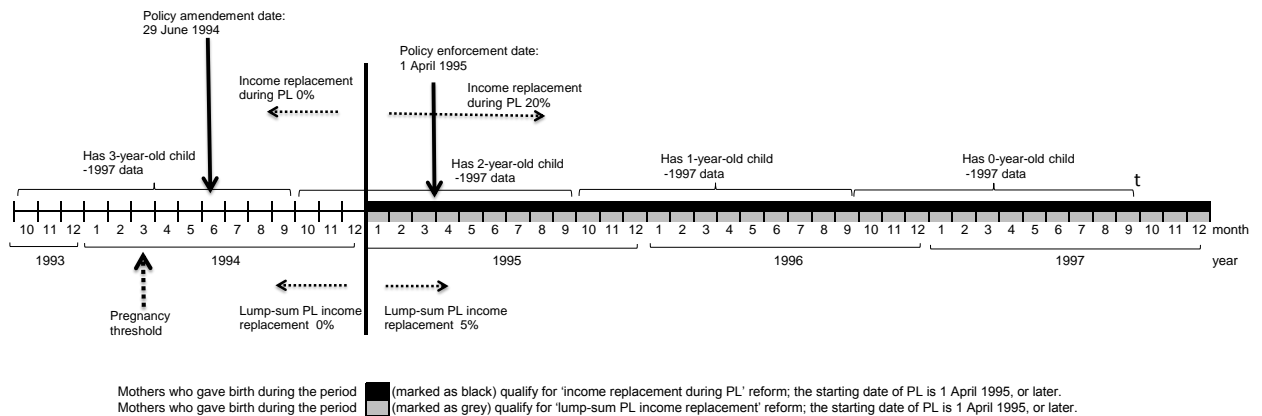 Policy amendement date:
29 June 1994
Policy enforcement date:
1 April 1995
Income replacement
during PL 0%
Income replacement
during PL 20%
Has 3-year-old child
-1997 data
Has 2-year-old child
-1997 data
Has 1-year-old child
-1997 data
Has 0-year-old child
-1997 data
t
10 11 12 1 2 3 4 5 6 7 8 9 10 11 12 1 2 3 4 5 6 7 8 9 10 11 12 1 2 3 4 5 6 7 8 9 10 11 12 1 2 3 4 5 6 7 8 9 10 11 12 month
1993 1994 1995 1996 1997 year
Pregnancy
threshold
Lump-sum PL income
replacement 0%
Lump-sum PL income
replacement 5%
Mothers who gave birth during the period (marked as black) qualify for ‘income replacement during PL’ reform; the starting date of PL is 1 April 1995, or later.
Mothers who gave birth during the period (marked as grey) qualify for ‘lump-sum PL income replacement’ reform; the starting date of PL is 1 April 1995, or later.